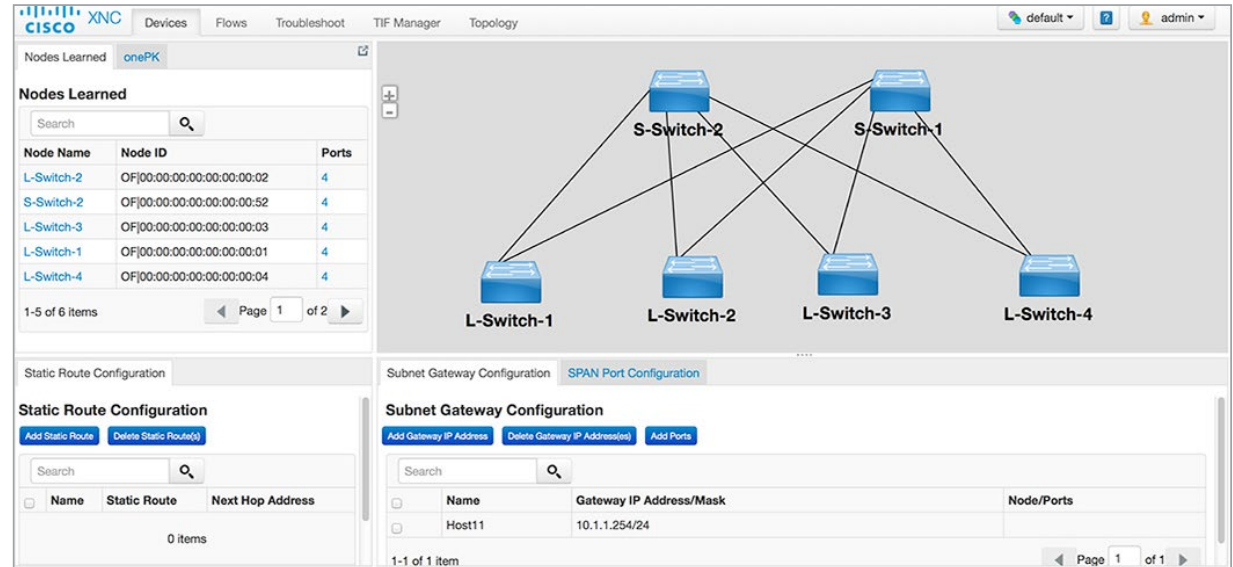 CISCO XNC Devices Flows Troubleshoot TIF Manager Topology default ? admin
Nodes Learned onePK
Nodes Learned
Search
Node Name Node ID Ports
L-Switch-2 OF|00:00:00:00:00:00:00:02 4
S-Switch-2 OF|00:00:00:00:00:00:00:52 4
L-Switch-3 OF|00:00:00:00:00:00:00:03 4
L-Switch-1 OF|00:00:00:00:00:00:00:01 4
L-Switch-4 OF|00:00:00:00:00:00:00:04 4
1-5 of 6 items Page 1 of 2
+
-
S-Switch-2 S-Switch-1
L-Switch-1 L-Switch-2 L-Switch-3 L-Switch-4
Static Route Configuration
Static Route Configuration
Add Static Route Delete Static Route(s)
Search
Name Static Route Next Hop Address
0 items
Subnet Gateway Configuration SPAN Port Configuration
Subnet Gateway Configuration
Add Gateway IP Address Delete Gateway IP Address(es) Add Ports
Search
Name Gateway IP Address/Mask Node/Ports
Host11 10.1.1.254/24
1-1 of 1 item Page 1 of 1